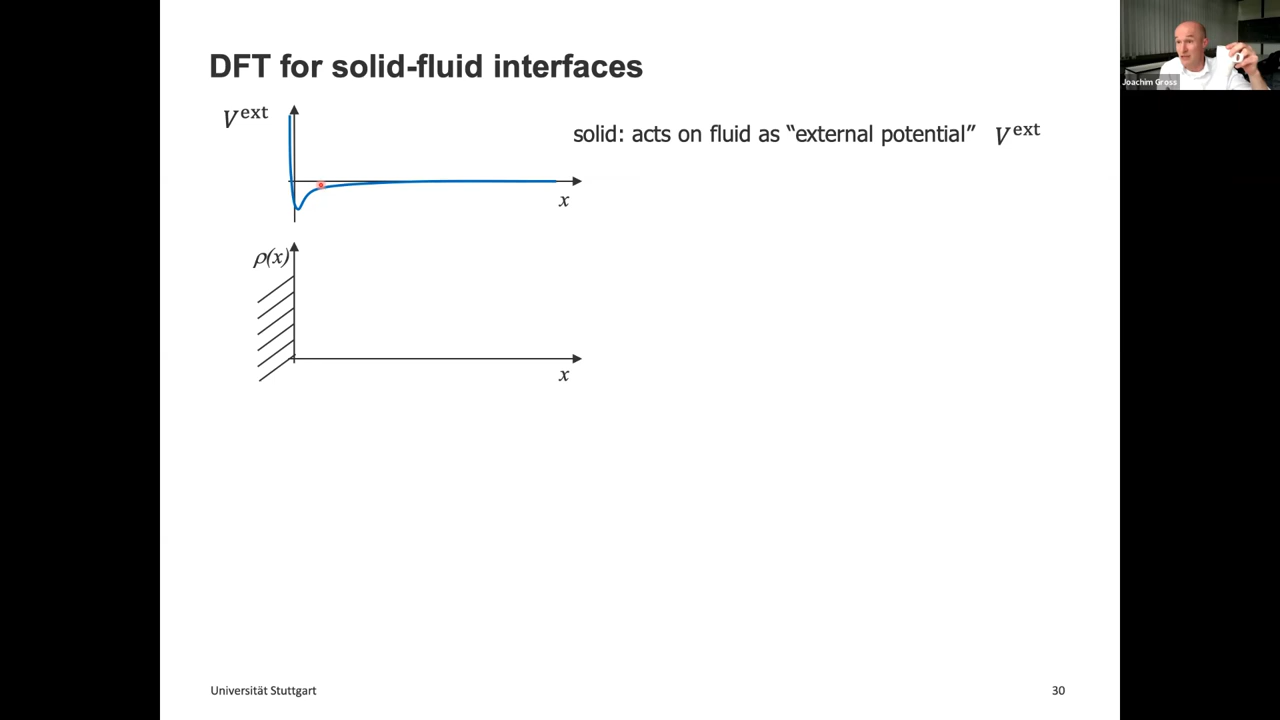 DFT for solid-fluid interfaces
Joachim Gross
V^ext
solid: acts on fluid as “external potential” V^ext
x
ρ(x)
x
Universität Stuttgart
30